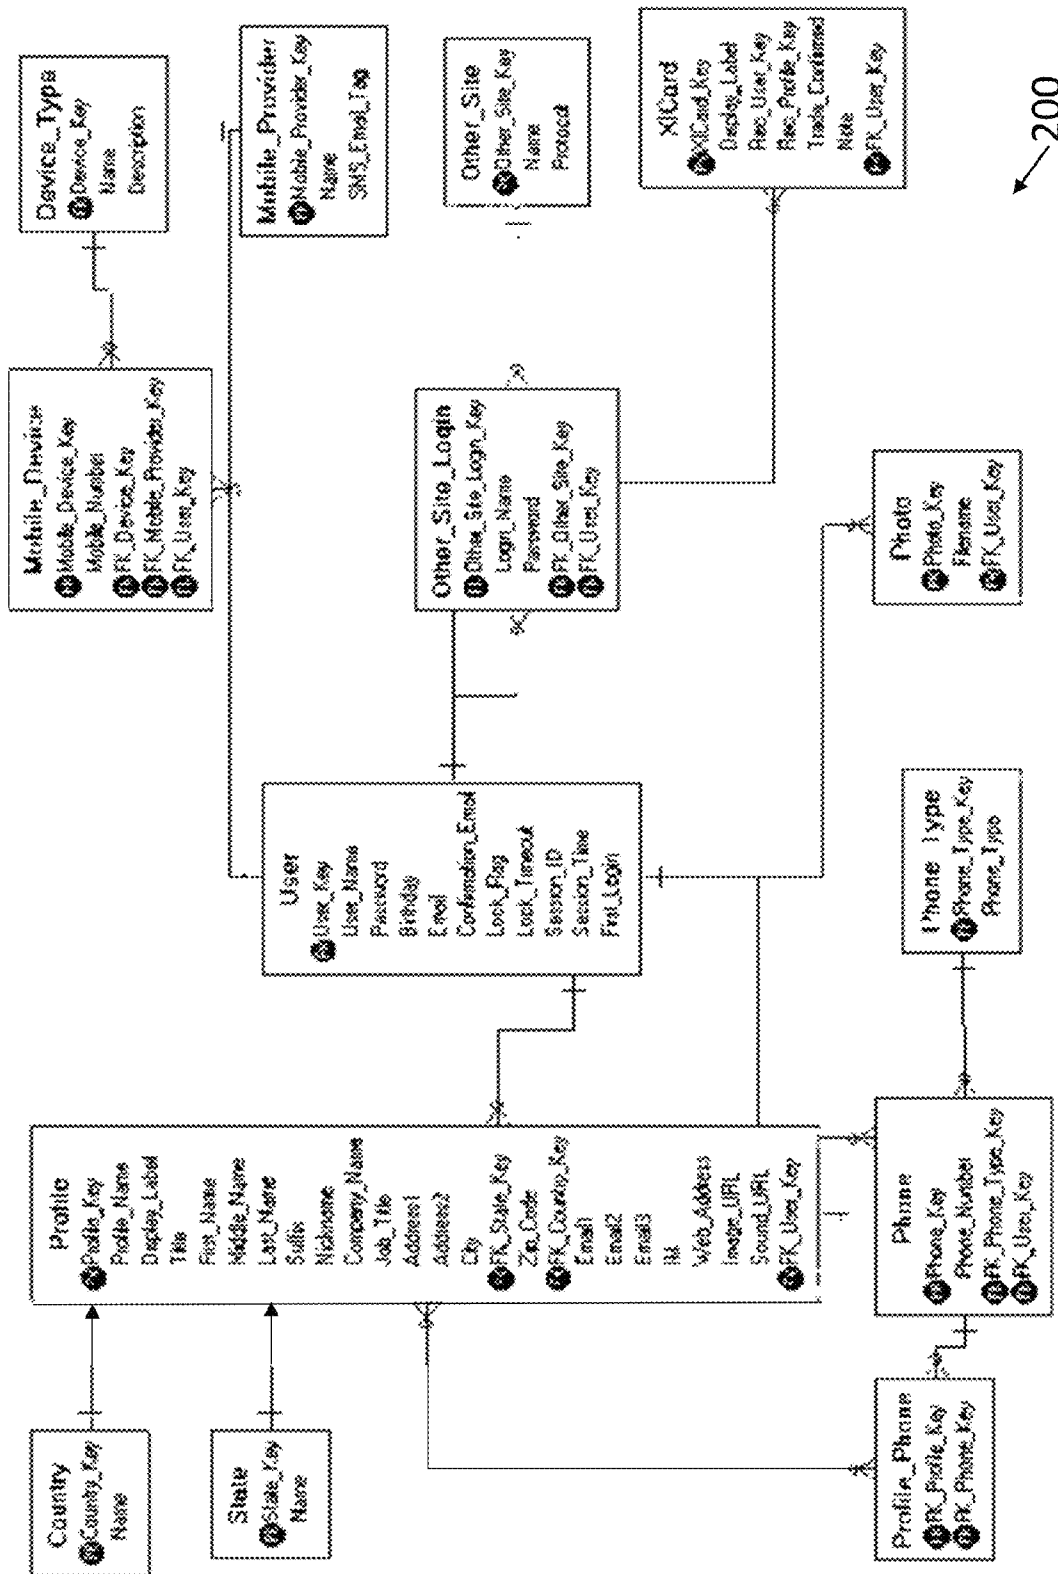 Country
Country_Key
Name
State
State_Key
Name
Profile
Profile_Key
Profile_Name
Display_Label
Title
First_Name
Middle_Name
Last_Name
Suffix
Nickname
Company_Name
Job_Title
Address1
Address2
City
FK_State_Key
Zip_Code
FK_Country_Key
Email1
Email2
Email3
IM
Web_Address
Image_URL
Sound_URL
FK_User_Key
Profile_Phone
FK_Profile_Key
FK_Phone_Key
Phone
Phone_Key
Phone_Number
FK_Phone_Type_Key
FK_User_Key
Phone Type
Phone_Type_Key
Phone_Type
User
User_Key
User_Name
Password
Birthday
Email
Confirmation_Email
Lock_Flag
Lock_Timeout
Session_ID
Session_Time
First_Login
Mobile_Device
Mobile_Device_Key
Mobile_Number
FK_Device_Key
FK_Mobile_Provider_Key
FK_User_Key
Other_Site_Login
Other_Site_Login_Key
Login_Name
Password
FK_Other_Site_Key
FK_User_Key
Photo
Photo_Key
Filename
FK_User_Key
Device_Type
Device_Key
Name
Description
Mobile_Provider
Mobile_Provider_Key
Name
SMS_Email_Tag
Other_Site
Other_Site_Key
Name
Protocol
XICard
XICard_Key
Display_Label
Rec_User_Key
Rec_Profile_Key
Trade_Confirmed
Note
FK_User_Key
200